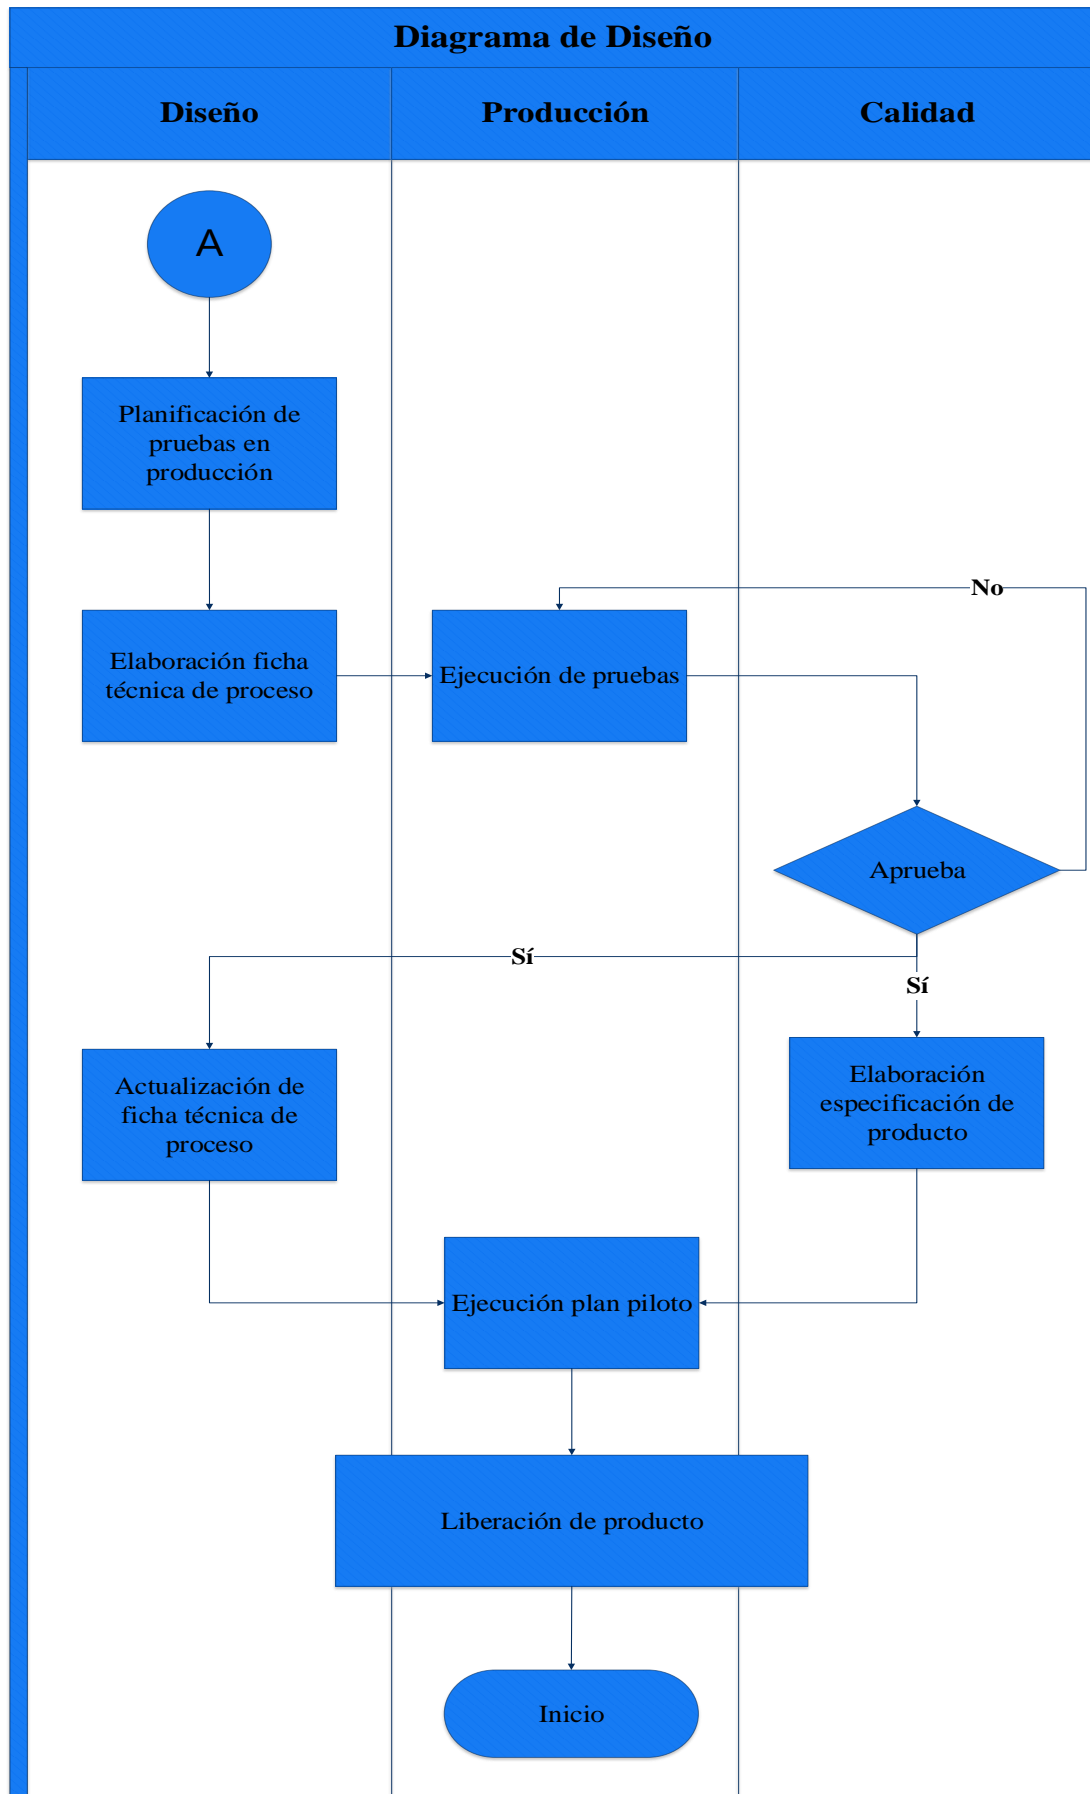 Diagrama de Diseño
Diseño
Producción
Calidad
A
Planificación de
pruebas en
producción
No
Elaboración ficha
técnica de proceso
Ejecución de pruebas
Aprueba
Sí
Sí
Actualización de
ficha técnica de
proceso
Elaboración
especificación de
producto
Ejecución plan piloto
Liberación de producto
Inicio